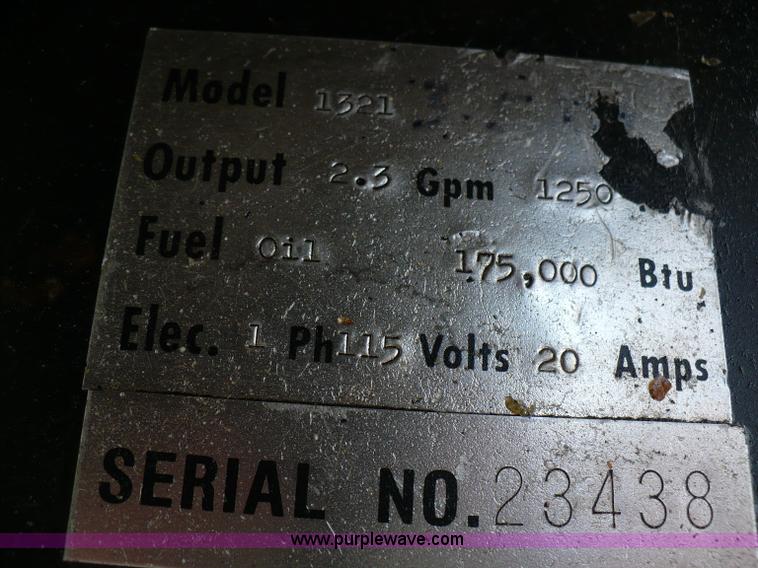 Model 1321
Output 2.3 Gpm 1250
Fuel Oil 175,000 Btu
Elec. 1 Ph 115 Volts 20 Amps
SERIAL NO. 23438
www.purplewave.com